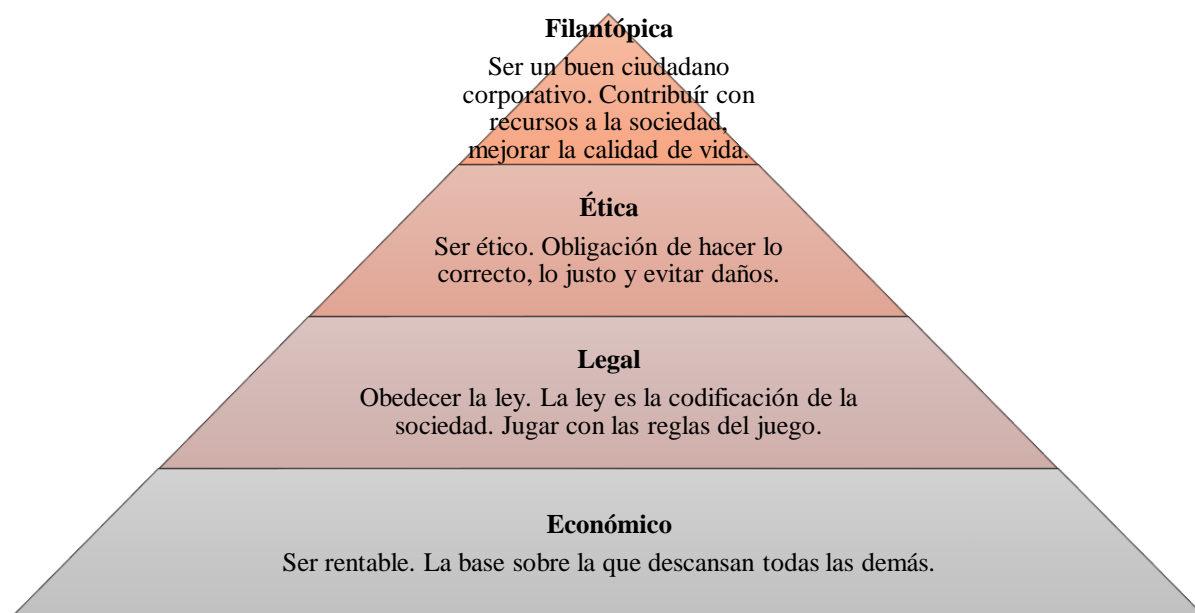 Filantópica
Ser un buen ciudadano
corporativo. Contribuír con
recursos a la sociedad,
mejorar la calidad de vida.
Ética
Ser ético. Obligación de hacer lo
correcto, lo justo y evitar daños.
Legal
Obedecer la ley. La ley es la codificación de la
sociedad. Jugar con las reglas del juego.
Económico
Ser rentable. La base sobre la que descansan todas las demás.